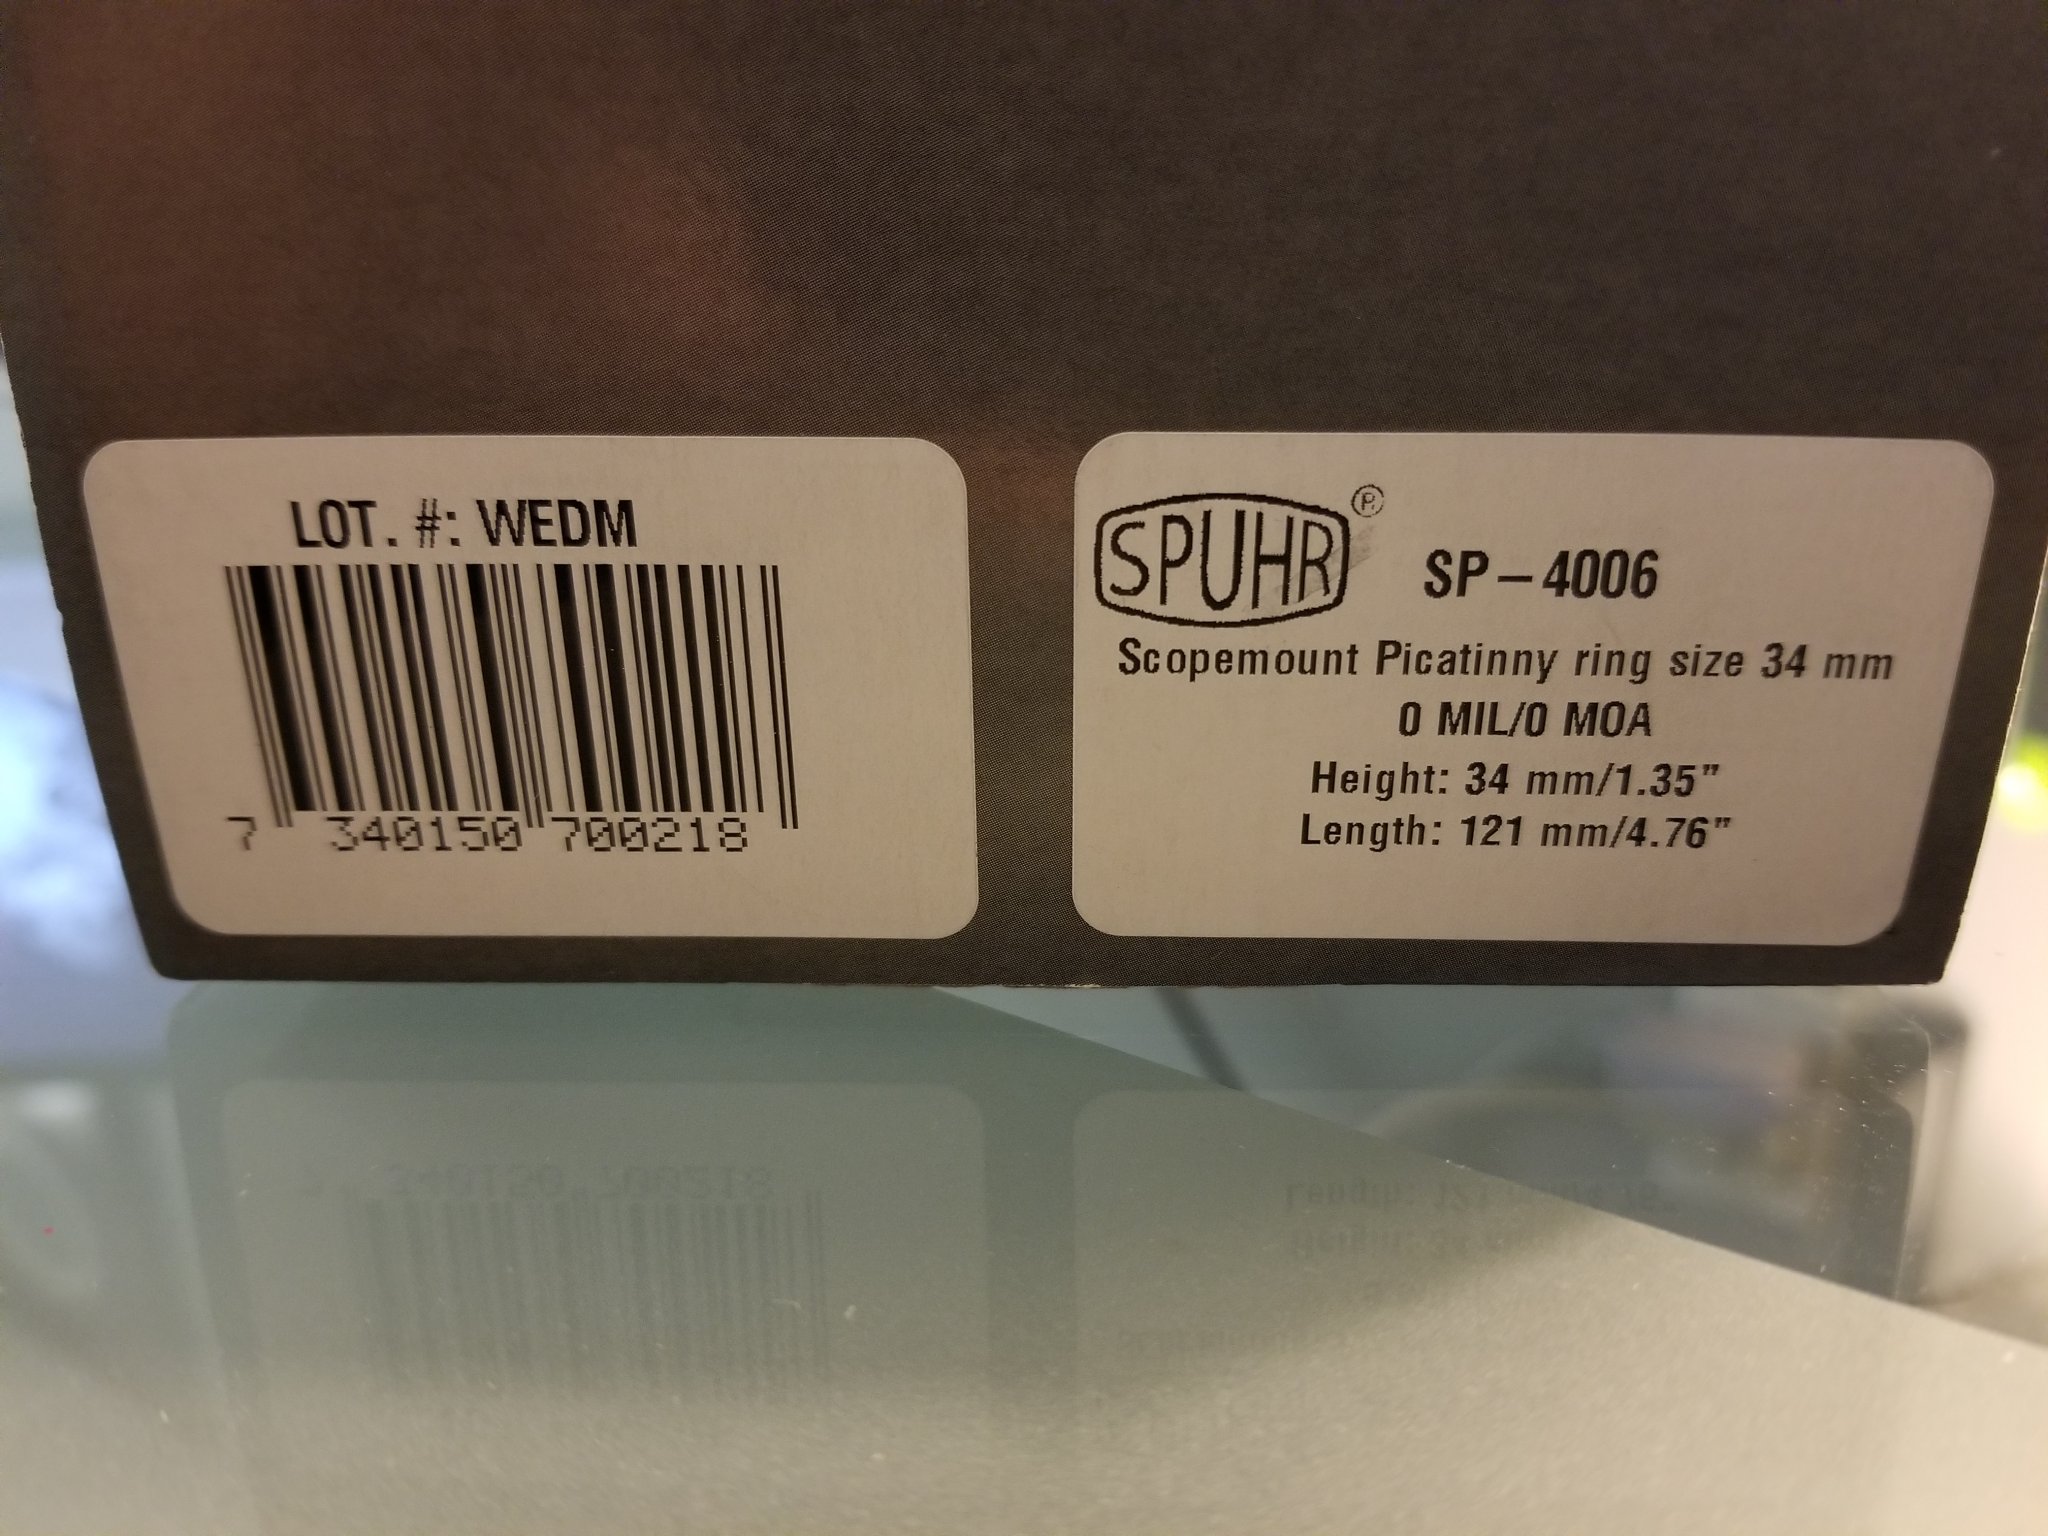 LOT. #: WEDM
7 340150 700218
SPUHR® SP-4006
Scopemount Picatinny ring size 34 mm
0 MIL/0 MOA
Height: 34 mm/1.35"
Length: 121 mm/4.76"